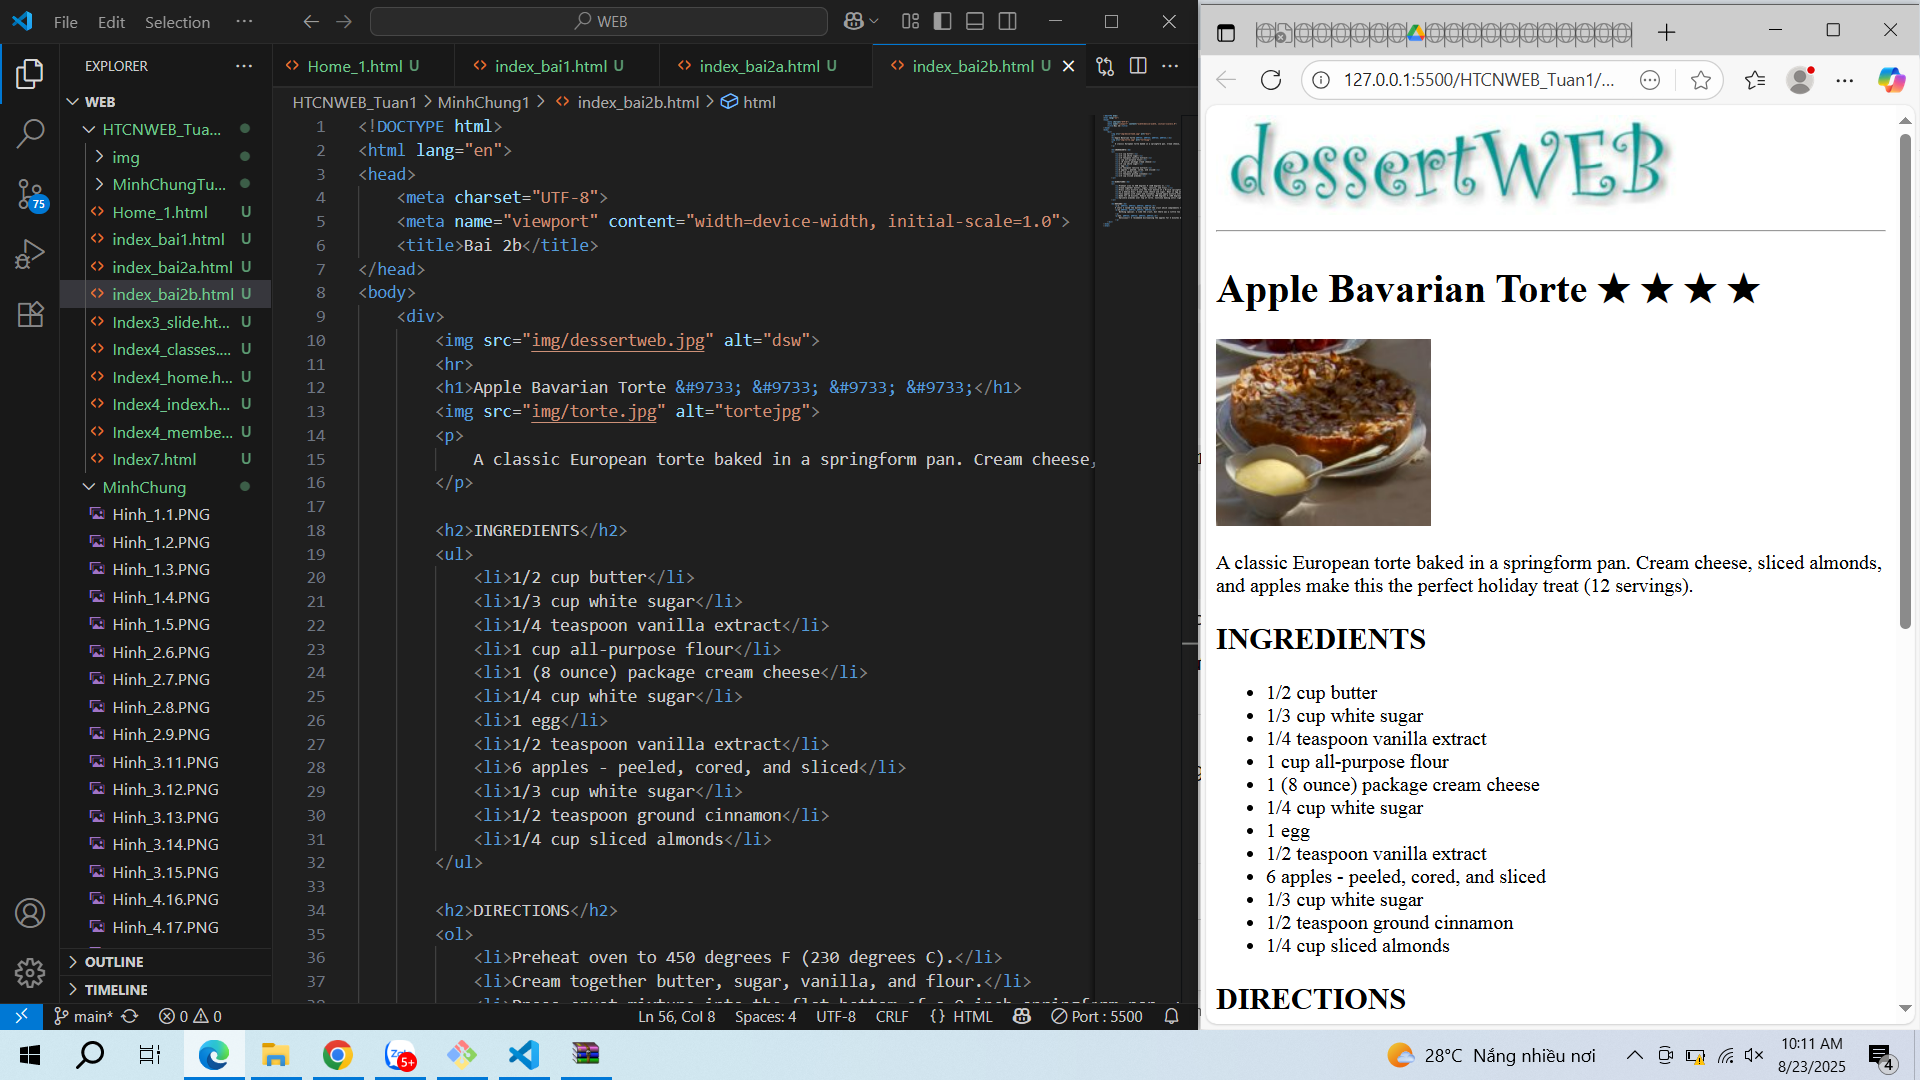 File Edit Selection ···
WEB
EXPLORER
WEB
HTCNWEB_Tua...
img
MinhChungTu...
Home_1.html U
index_bai1.html U
index_bai2a.html U
index_bai2b.html U
Index3_slide.ht... U
Index4_classes.... U
Index4_home.h... U
Index4_index.h... U
Index4_membe... U
Index7.html U
MinhChung
Hinh_1.1.PNG
Hinh_1.2.PNG
Hinh_1.3.PNG
Hinh_1.4.PNG
Hinh_1.5.PNG
Hinh_2.6.PNG
Hinh_2.7.PNG
Hinh_2.8.PNG
Hinh_2.9.PNG
Hinh_3.11.PNG
Hinh_3.12.PNG
Hinh_3.13.PNG
Hinh_3.14.PNG
Hinh_3.15.PNG
Hinh_4.16.PNG
Hinh_4.17.PNG
OUTLINE
TIMELINE
75
Home_1.html U index_bai1.html U index_bai2a.html U index_bai2b.html U
HTCNWEB_Tuan1 > MinhChung1 > index_bai2b.html > html
1 <!DOCTYPE html>
2 <html lang="en">
3 <head>
4 <meta charset="UTF-8">
5 <meta name="viewport" content="width=device-width, initial-scale=1.0">
6 <title>Bai 2b</title>
7 </head>
8 <body>
9 <div>
10 <img src="img/dessertweb.jpg" alt="dsw">
11 <hr>
12 <h1>Apple Bavarian Torte &#9733; &#9733; &#9733; &#9733;</h1>
13 <img src="img/torte.jpg" alt="tortejpg">
14 <p>
15 A classic European torte baked in a springform pan. Cream cheese,
16 </p>
17
18 <h2>INGREDIENTS</h2>
19 <ul>
20 <li>1/2 cup butter</li>
21 <li>1/3 cup white sugar</li>
22 <li>1/4 teaspoon vanilla extract</li>
23 <li>1 cup all-purpose flour</li>
24 <li>1 (8 ounce) package cream cheese</li>
25 <li>1/4 cup white sugar</li>
26 <li>1 egg</li>
27 <li>1/2 teaspoon vanilla extract</li>
28 <li>6 apples - peeled, cored, and sliced</li>
29 <li>1/3 cup white sugar</li>
30 <li>1/2 teaspoon ground cinnamon</li>
31 <li>1/4 cup sliced almonds</li>
32 </ul>
33
34 <h2>DIRECTIONS</h2>
35 <ol>
36 <li>Preheat oven to 450 degrees F (230 degrees C).</li>
37 <li>Cream together butter, sugar, vanilla, and flour.</li>
main* 0 0 Ln 56, Col 8 Spaces: 4 UTF-8 CRLF {} HTML Port : 5500
127.0.0.1:5500/HTCNWEB_Tuan1/...
dessertWEB
Apple Bavarian Torte ★ ★ ★ ★
A classic European torte baked in a springform pan. Cream cheese, sliced almonds,
and apples make this the perfect holiday treat (12 servings).
INGREDIENTS
• 1/2 cup butter
• 1/3 cup white sugar
• 1/4 teaspoon vanilla extract
• 1 cup all-purpose flour
• 1 (8 ounce) package cream cheese
• 1/4 cup white sugar
• 1 egg
• 1/2 teaspoon vanilla extract
• 6 apples - peeled, cored, and sliced
• 1/3 cup white sugar
• 1/2 teaspoon ground cinnamon
• 1/4 cup sliced almonds
DIRECTIONS
5+
28°C Nắng nhiều nơi
10:11 AM
8/23/2025
4